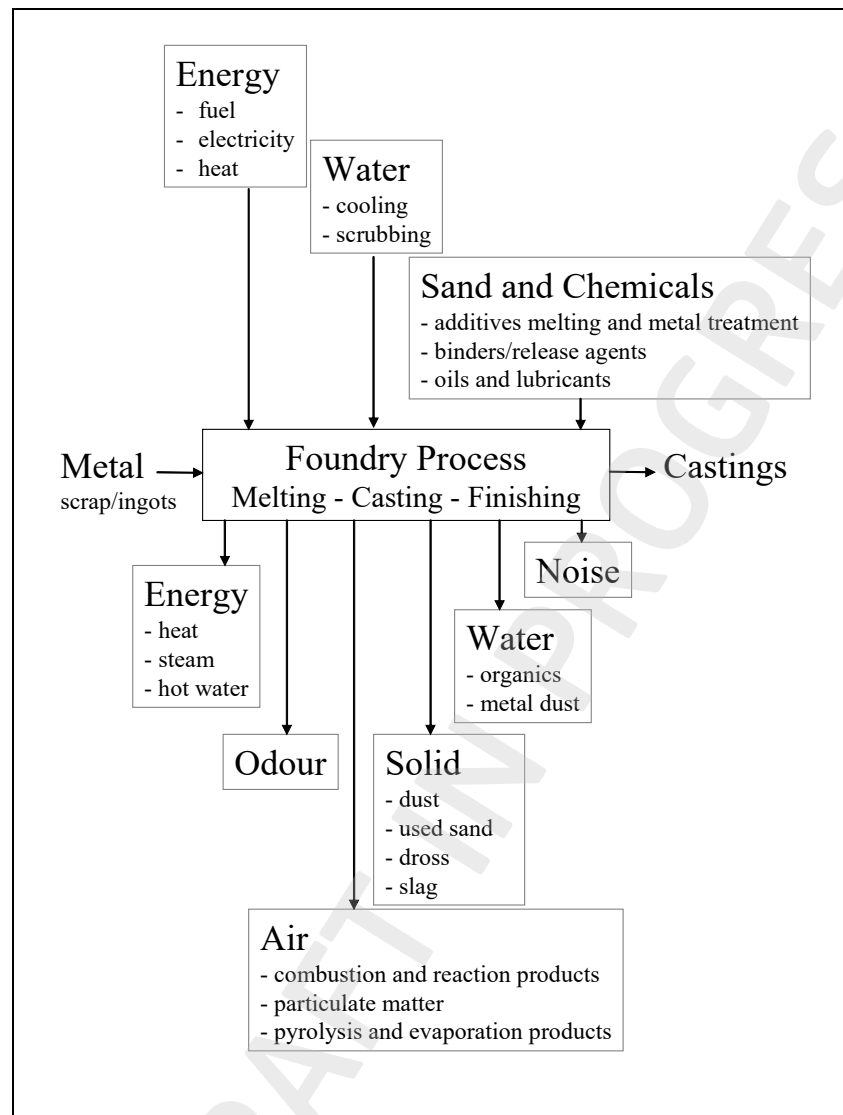 Energy
- fuel
- electricity
- heat
Water
- cooling
- scrubbing
Sand and Chemicals
- additives melting and metal treatment
- binders/release agents
- oils and lubricants
Metal
scrap/ingots
Foundry Process
Melting - Casting - Finishing
Castings
Energy
- heat
- steam
- hot water
Odour
Air
- combustion and reaction products
- particulate matter
- pyrolysis and evaporation products
Solid
- dust
- used sand
- dross
- slag
Water
- organics
- metal dust
Noise
RAFT IN PROGRES